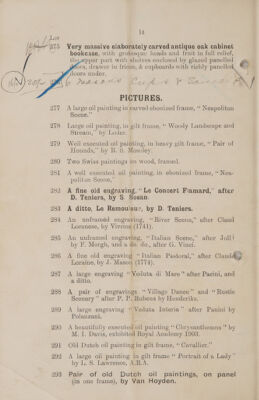 14
275 Very massive elaborately carved antique oak cabinet
bookcase, with grotesque heads and fruit in full relief,
the upper part with shelves enclosed by glazed panelled
doors, drawer in frieze, & cupboards with richly panelled
doors under.
PICTURES.
277 A large oil painting in carved ebonized frame, "Neapolitan
Scene."
278 Large oil painting, in gilt frame, " Woody Landscape and
Stream," by Loder.
279 Well executed oil painting, in heavy gilt frame, " Pair of
Hounds," by R. S. Moseley.
280 Two Swiss paintings on wood, framed.
281 A well executed oil painting, in ebonized frame, "Nea-
politan Scene."
282 A fine old engraving, "Le Concert Flamard," after
D. Teniers, by S.
283 A ditto, Le Remouleur, by D. Teniers.
284 An unframed engraving, "River Scene," after Claud
Loranese, by Vivres (1741).
285 An unframed engraving, "Italian Scene," after Jolli
by F. Morgh, and a do. do., after G. Vinci.
286 A fine old engraving, "Italian Pastoral," after Claude
Loraine, by J. Mason (1774).
287 A large engraving "Veduta di Mare" after Panini, and
a ditto.
288 A pair of engravings "Village Dance" and "Rustic
Scenery" after P. P. Rubens by Henderiks.
289 A large engraving "Veduta Interia" after Panini by
Polanzani.
290 A beautifully executed oil painting "Chrysanthemums" by
M. I. Davis, exhibited Royal Academy 1903.
291 Old Dutch oil painting in gilt frame, "Cavallier."
292 A large oil painting in gilt frame "Portrait of a Lady"
by L. S. Lawrence, A.R.A.
293 Pair of old Dutch oil paintings, on panel
(in one frame), by Van Hoyden.